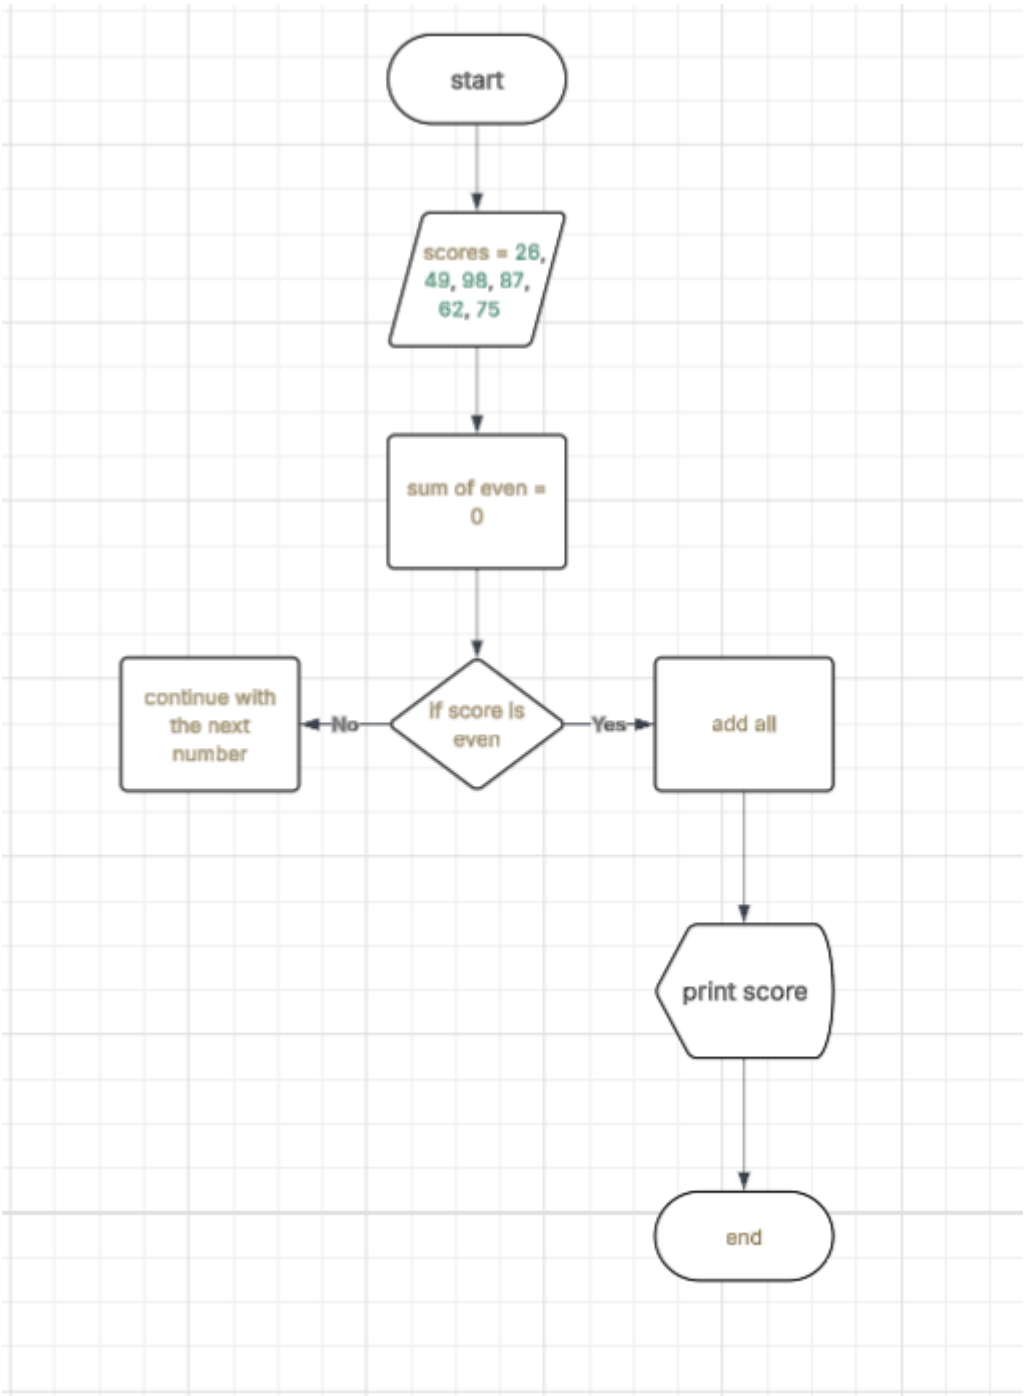 start
scores = 26,
49, 98, 87,
62, 75
sum of even =
0
if score is
even
No
Yes
continue with
the next
number
add all
print score
end